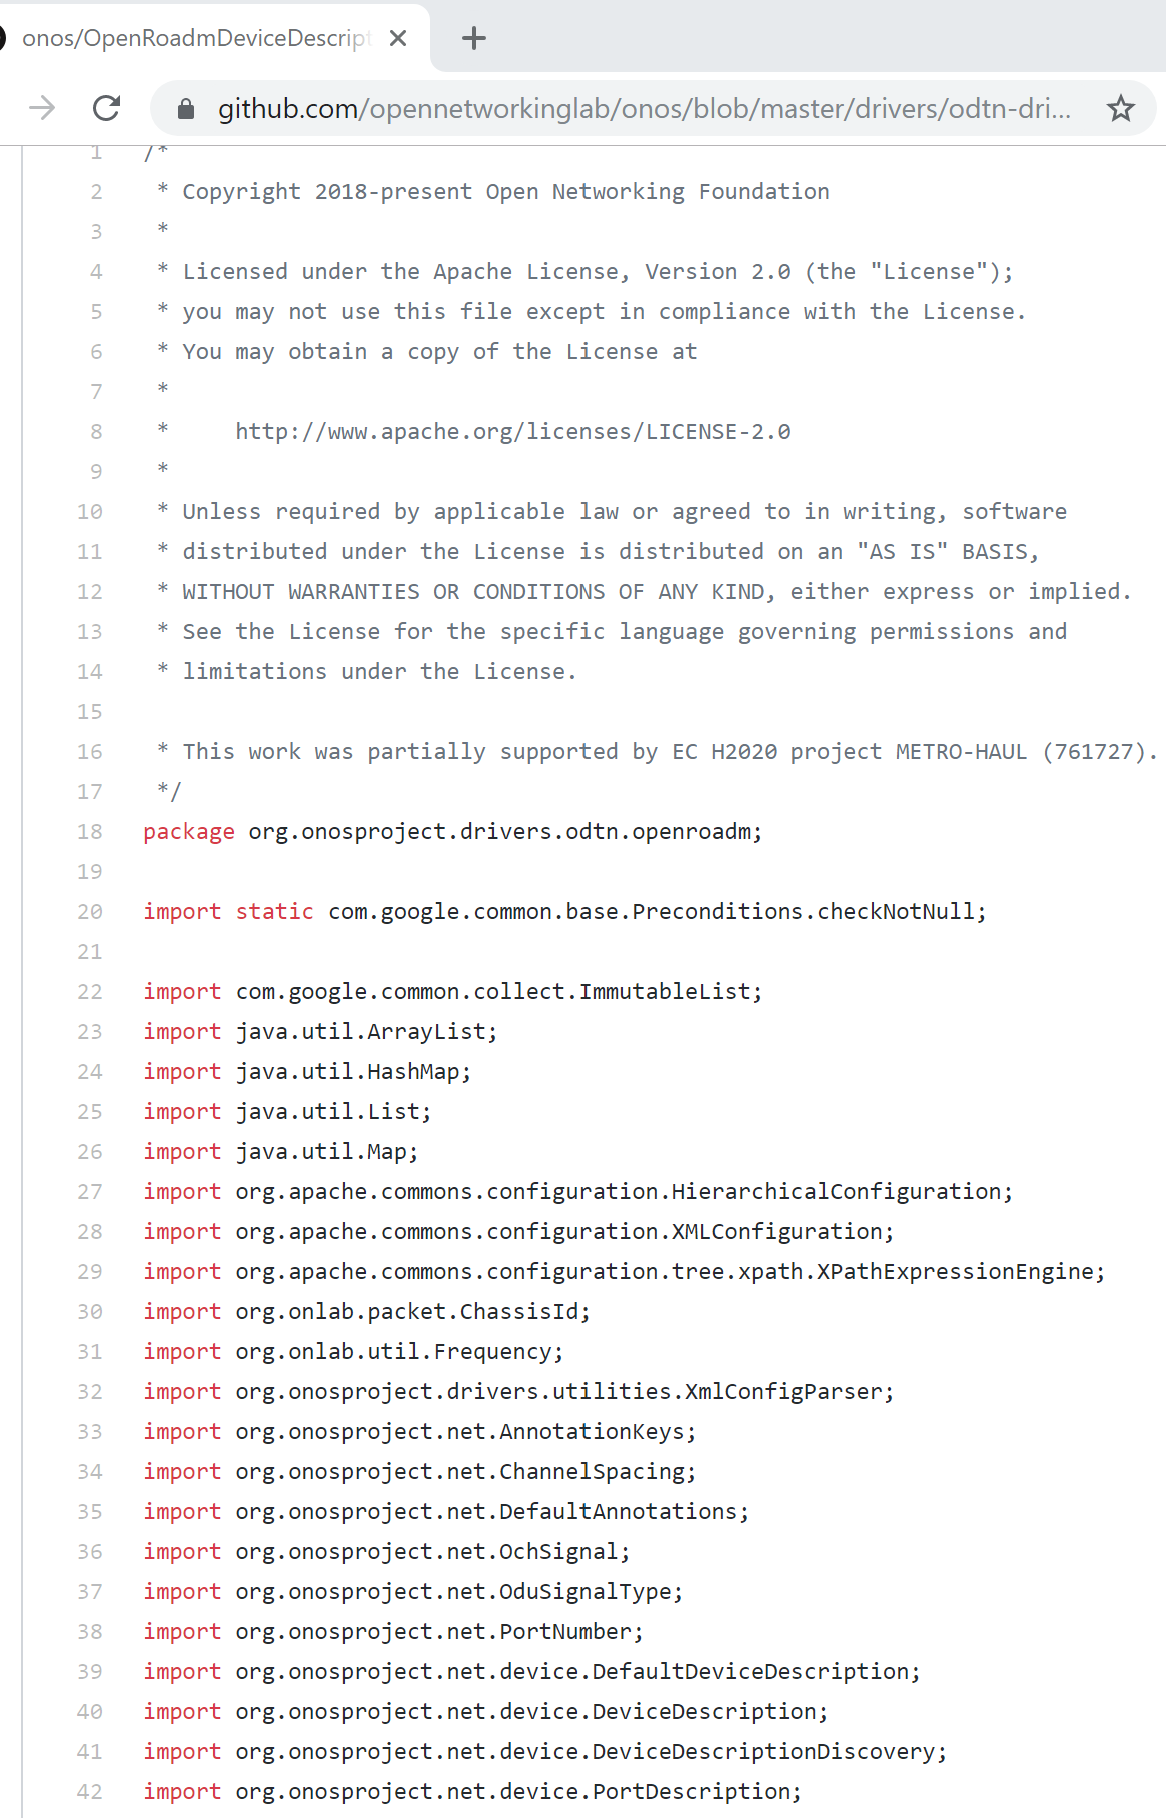 onos/OpenRoadmDeviceDescript
github.com/opennetworkinglab/onos/blob/master/drivers/odtn-dri...
1 /*
2 * Copyright 2018-present Open Networking Foundation
3 *
4 * Licensed under the Apache License, Version 2.0 (the "License");
5 * you may not use this file except in compliance with the License.
6 * You may obtain a copy of the License at
7 *
8 *     http://www.apache.org/licenses/LICENSE-2.0
9 *
10 * Unless required by applicable law or agreed to in writing, software
11 * distributed under the License is distributed on an "AS IS" BASIS,
12 * WITHOUT WARRANTIES OR CONDITIONS OF ANY KIND, either express or implied.
13 * See the License for the specific language governing permissions and
14 * limitations under the License.
15
16 * This work was partially supported by EC H2020 project METRO-HAUL (761727).
17 */
18 package org.onosproject.drivers.odtn.openroadm;
19
20 import static com.google.common.base.Preconditions.checkNotNull;
21
22 import com.google.common.collect.ImmutableList;
23 import java.util.ArrayList;
24 import java.util.HashMap;
25 import java.util.List;
26 import java.util.Map;
27 import org.apache.commons.configuration.HierarchicalConfiguration;
28 import org.apache.commons.configuration.XMLConfiguration;
29 import org.apache.commons.configuration.tree.xpath.XPathExpressionEngine;
30 import org.onlab.packet.ChassisId;
31 import org.onlab.util.Frequency;
32 import org.onosproject.drivers.utilities.XmlConfigParser;
33 import org.onosproject.net.AnnotationKeys;
34 import org.onosproject.net.ChannelSpacing;
35 import org.onosproject.net.DefaultAnnotations;
36 import org.onosproject.net.OchSignal;
37 import org.onosproject.net.OduSignalType;
38 import org.onosproject.net.PortNumber;
39 import org.onosproject.net.device.DefaultDeviceDescription;
40 import org.onosproject.net.device.DeviceDescription;
41 import org.onosproject.net.device.DeviceDescriptionDiscovery;
42 import org.onosproject.net.device.PortDescription;